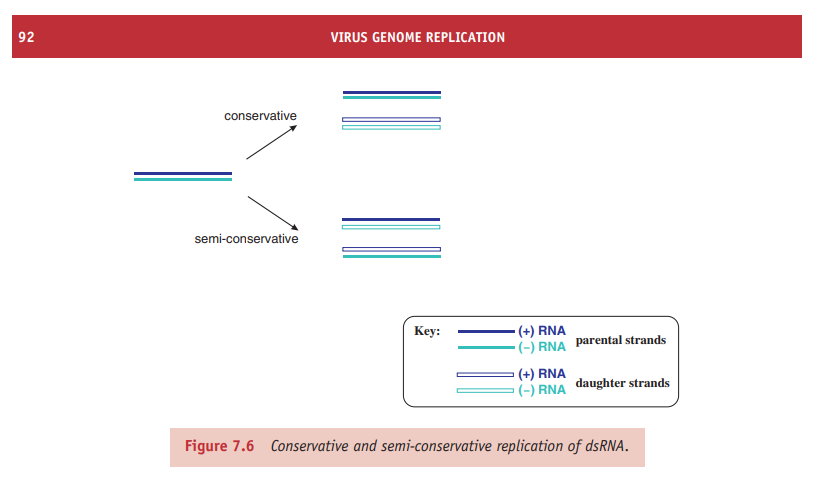 92
VIRUS GENOME REPLICATION
conservative
semi-conservative
Key:
(+) RNA
(−) RNA
parental strands
(+) RNA
(−) RNA
daughter strands
Figure 7.6 Conservative and semi-conservative replication of dsRNA.